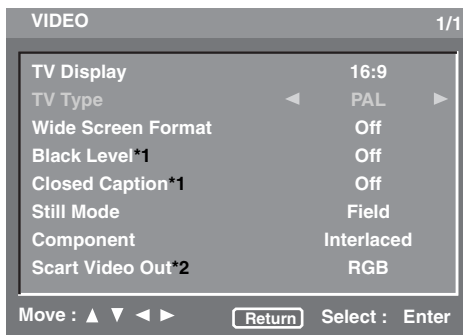 VIDEO 1/1
TV Display 16:9
TV Type ◄ PAL ►
Wide Screen Format Off
Black Level*1 Off
Closed Caption*1 Off
Still Mode Field
Component Interlaced
Scart Video Out*2 RGB
Move : ▲ ▼ ◄ ► Return Select : Enter